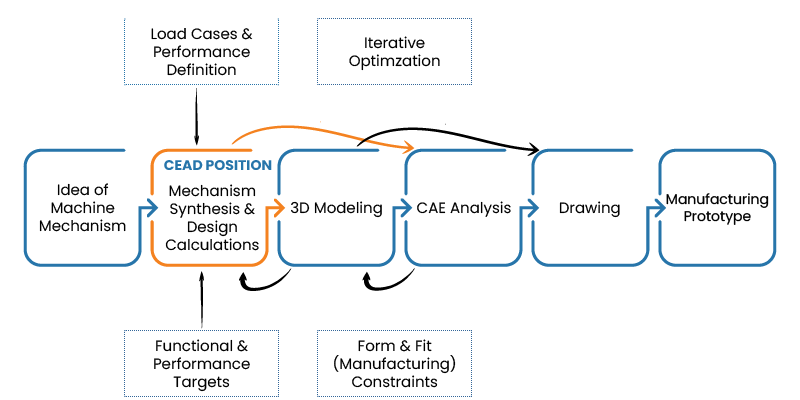 Load Cases &
Performance
Definition
Iterative
Optimzation
Idea of
Machine
Mechanism
CEAD POSITION
Mechanism
Synthesis &
Design
Calculations
3D Modeling
CAE Analysis
Drawing
Manufacturing
Prototype
Functional &
Performance
Targets
Form & Fit
(Manufacturing)
Constraints